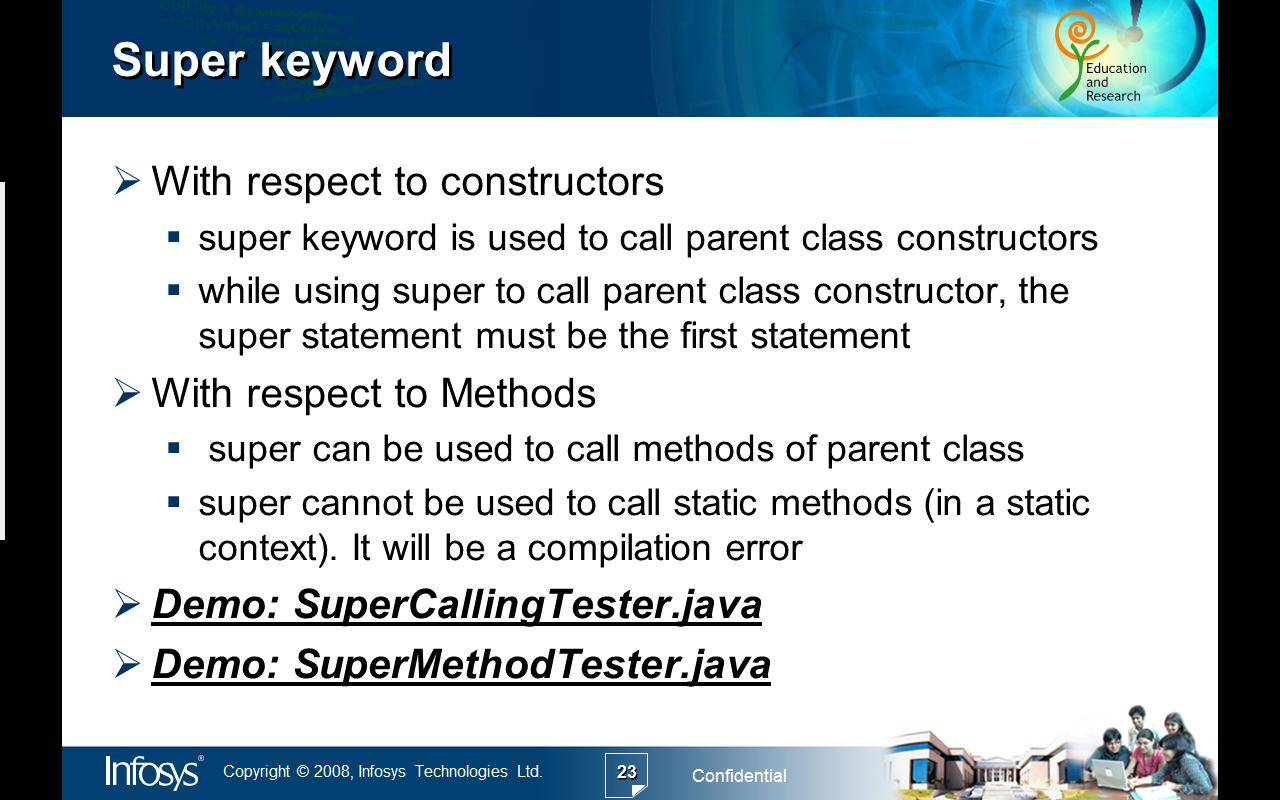 Super keyword
Education
and
Research
With respect to constructors
super keyword is used to call parent class constructors
while using super to call parent class constructor, the
super statement must be the first statement
With respect to Methods
super can be used to call methods of parent class
super cannot be used to call static methods (in a static
context). It will be a compilation error
Demo: SuperCallingTester.java
Demo: SuperMethodTester.java
Infosys®
Copyright © 2008, Infosys Technologies Ltd.
23
Confidential